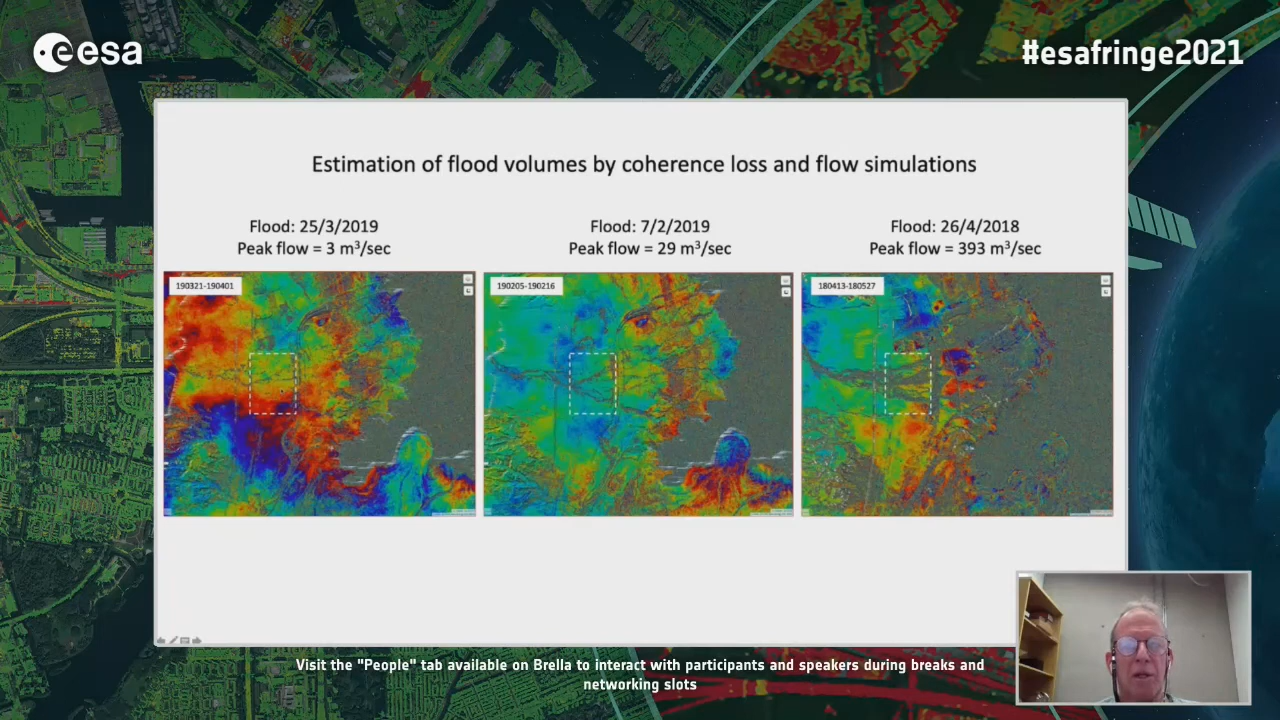 esa
#esafringe2021
Estimation of flood volumes by coherence loss and flow simulations
Flood: 25/3/2019
Peak flow = 3 m³/sec
Flood: 7/2/2019
Peak flow = 29 m³/sec
Flood: 26/4/2018
Peak flow = 393 m³/sec
190321-190401
190205-190216
180413-180527
Visit the "People" tab available on Brella to interact with participants and speakers during breaks and
networking slots